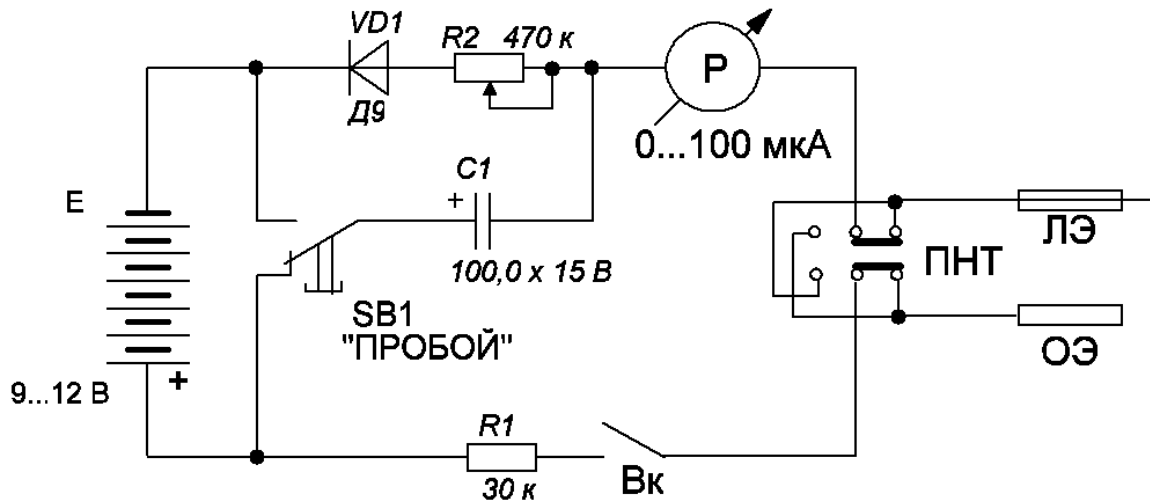 VD1
R2 470 к
Д9
Р
0...100 мкА
С1
+
100,0 x 15 В
Е
SB1
"ПРОБОЙ"
+
9...12 В
ЛЭ
ПНТ
ОЭ
R1
30 к
Вк